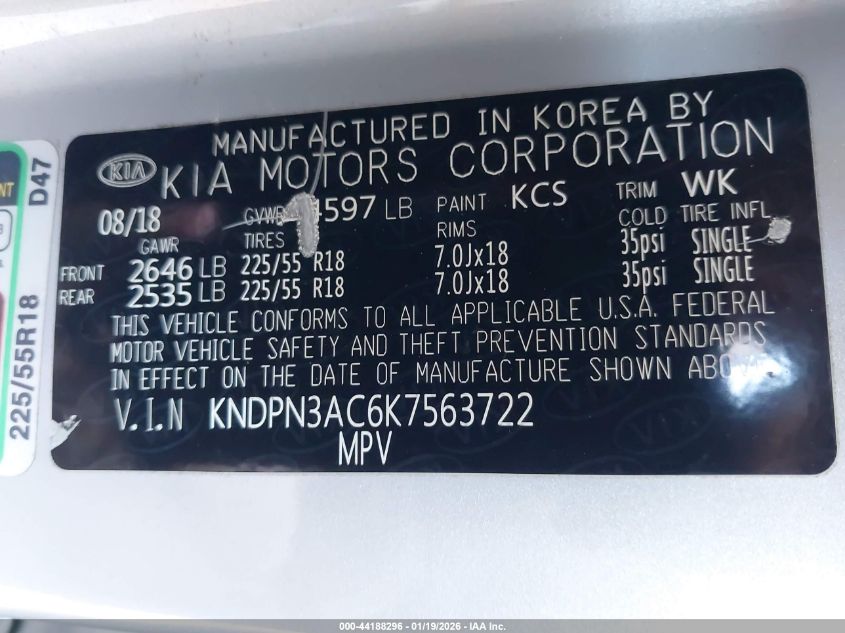 MANUFACTURED IN KOREA BY
KIA KIA MOTORS CORPORATION
08/18 GVWR 4597 LB PAINT KCS TRIM WK
GAWR TIRES RIMS COLD TIRE INFL
FRONT 2646 LB 225/55 R18 7.0Jx18 35psi SINGLE
REAR 2535 LB 225/55 R18 7.0Jx18 35psi SINGLE
THIS VEHICLE CONFORMS TO ALL APPLICABLE U.S.A. FEDERAL
MOTOR VEHICLE SAFETY AND THEFT PREVENTION STANDARDS
IN EFFECT ON THE DATE OF MANUFACTURE SHOWN
V.I.N KNDPN3AC6K7563722
MPV
D47
225/55R18
000-44188296 - 01/19/2026 - IAA Inc.